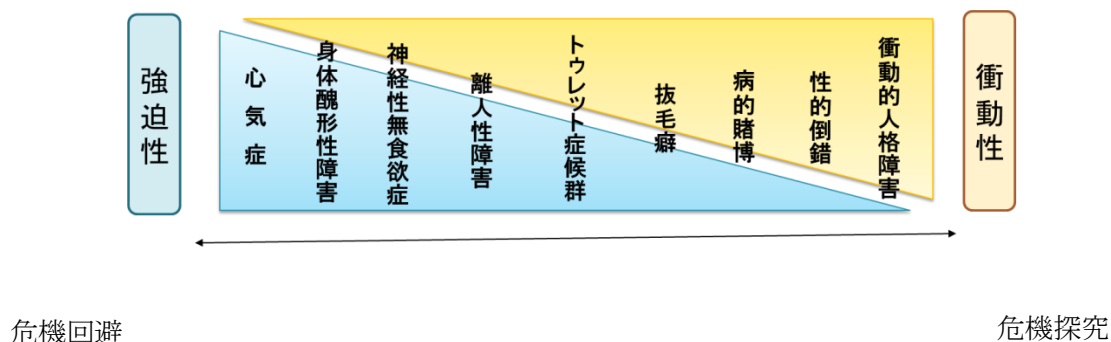 強迫性
心気症
身体醜形性障害
神経性無食欲症
離人性障害
トゥレット症候群
抜毛癖
病的賭博
性的倒錯
衝動的人格障害
衝動性
危機回避
危機探究